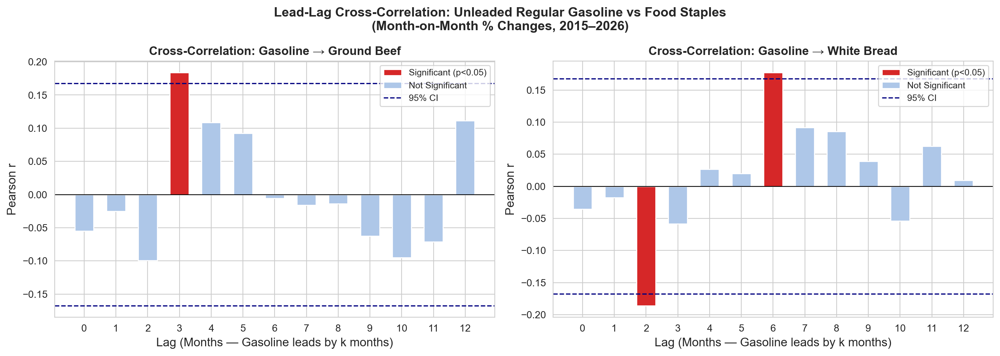 Lead-Lag Cross-Correlation: Unleaded Regular Gasoline vs Food Staples
(Month-on-Month % Changes, 2015–2026)
Cross-Correlation: Gasoline → Ground Beef
Significant (p<0.05)
Not Significant
95% CI
0.20
0.15
0.10
0.05
0.00
−0.05
−0.10
−0.15
Pearson r
0 1 2 3 4 5 6 7 8 9 10 11 12
Lag (Months — Gasoline leads by k months)
Cross-Correlation: Gasoline → White Bread
Significant (p<0.05)
Not Significant
95% CI
0.15
0.10
0.05
0.00
−0.05
−0.10
−0.15
−0.20
Pearson r
0 1 2 3 4 5 6 7 8 9 10 11 12
Lag (Months — Gasoline leads by k months)